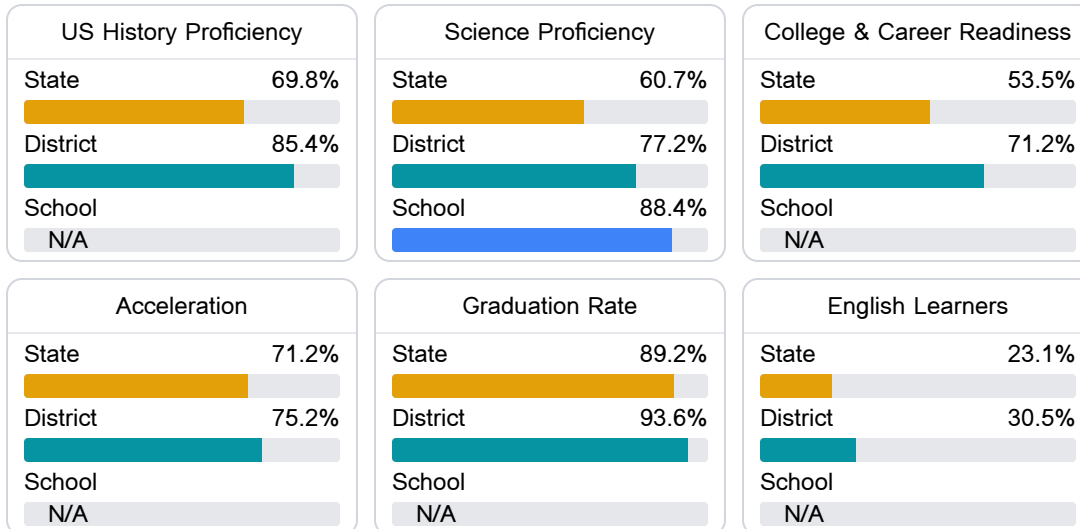 US History Proficiency
State 69.8%
District 85.4%
School
N/A
Science Proficiency
State 60.7%
District 77.2%
School 88.4%
College & Career Readiness
State 53.5%
District 71.2%
School
N/A
Acceleration
State 71.2%
District 75.2%
School
N/A
Graduation Rate
State 89.2%
District 93.6%
School
N/A
English Learners
State 23.1%
District 30.5%
School
N/A